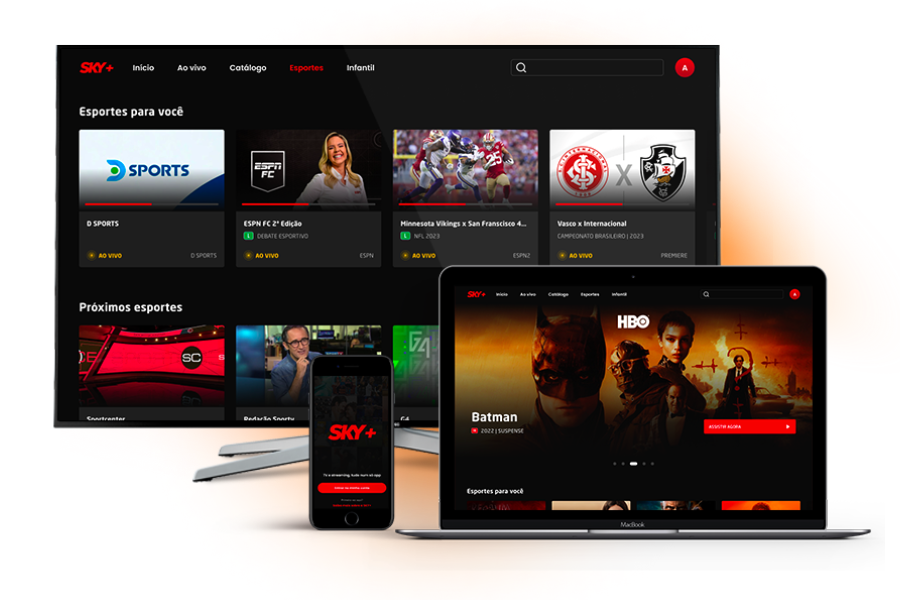 SKY+ Início Ao vivo Catálogo Esportes Infantil A
Esportes para você
D SPORTS
ESPN FC
INTERNACIONAL X
D SPORTS
AO VIVO D SPORTS
ESPN FC 2ª Edição
L DEBATE ESPORTIVO
AO VIVO ESPN
Minnesota Vikings x San Franscisco 4...
L NFL 2023
AO VIVO ESPN2
Vasco x Internacional
CAMPEONATO BRASILEIRO | 2023
AO VIVO PREMIERE
Próximos esportes
SC
G4
Sportcenter
Redação Sportv
G4
SKY+
SKY+ Início Ao vivo Catálogo Esportes Infantil
HBO
Batman
2022 | SUSPENSE
ASSISTIR AGORA
Esportes para você
MacBook